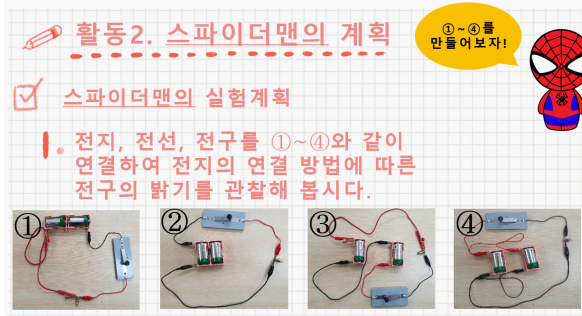 활동2. 스파이더맨의 계획
①~④를
만들어보자!
스파이더맨의 실험계획
1. 전지, 전선, 전구를 ①~④와 같이
연결하여 전지의 연결 방법에 따른
전구의 밝기를 관찰해 봅시다.
① ② ③ ④